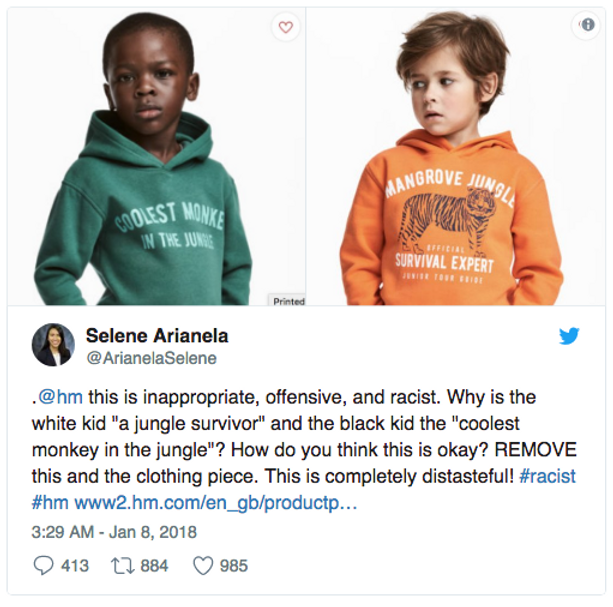 COOLEST MONKE
IN THE JUNGLE
Printed
MANGROVE JUNGLE
OFFICIAL
SURVIVAL EXPERT
JUNIOR TOUR GUIDE
Selene Arianela
@ArianelaSelene
.@hm this is inappropriate, offensive, and racist. Why is the
white kid "a jungle survivor" and the black kid the "coolest
monkey in the jungle"? How do you think this is okay? REMOVE
this and the clothing piece. This is completely distasteful! #racist
#hm www2.hm.com/en_gb/productp…
3:29 AM - Jan 8, 2018
413 884 985